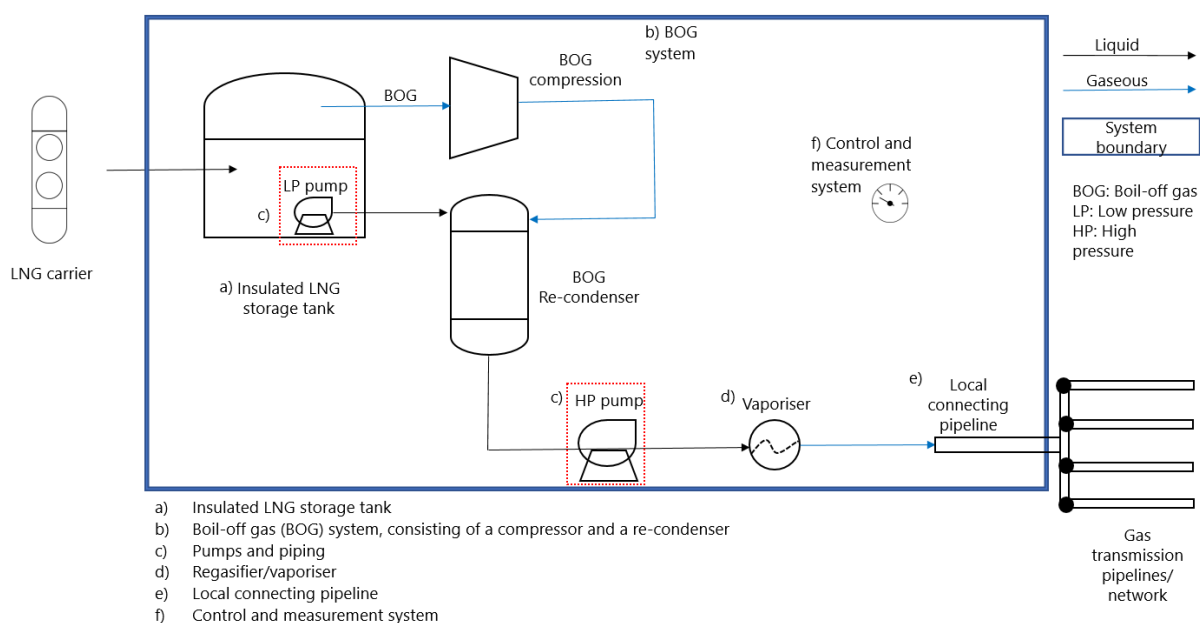 b) BOG
system
BOG
compression
BOG
LP pump
c)
a) Insulated LNG
storage tank
LNG carrier
BOG
Re-condenser
f) Control and
measurement
system
c) HP pump
d) Vaporiser
e) Local
connecting
pipeline
Liquid
Gaseous
System
boundary
BOG: Boil-off gas
LP: Low pressure
HP: High
pressure
Gas
transmission
pipelines/
network
a) Insulated LNG storage tank
b) Boil-off gas (BOG) system, consisting of a compressor and a re-condenser
c) Pumps and piping
d) Regasifier/vaporiser
e) Local connecting pipeline
f) Control and measurement system